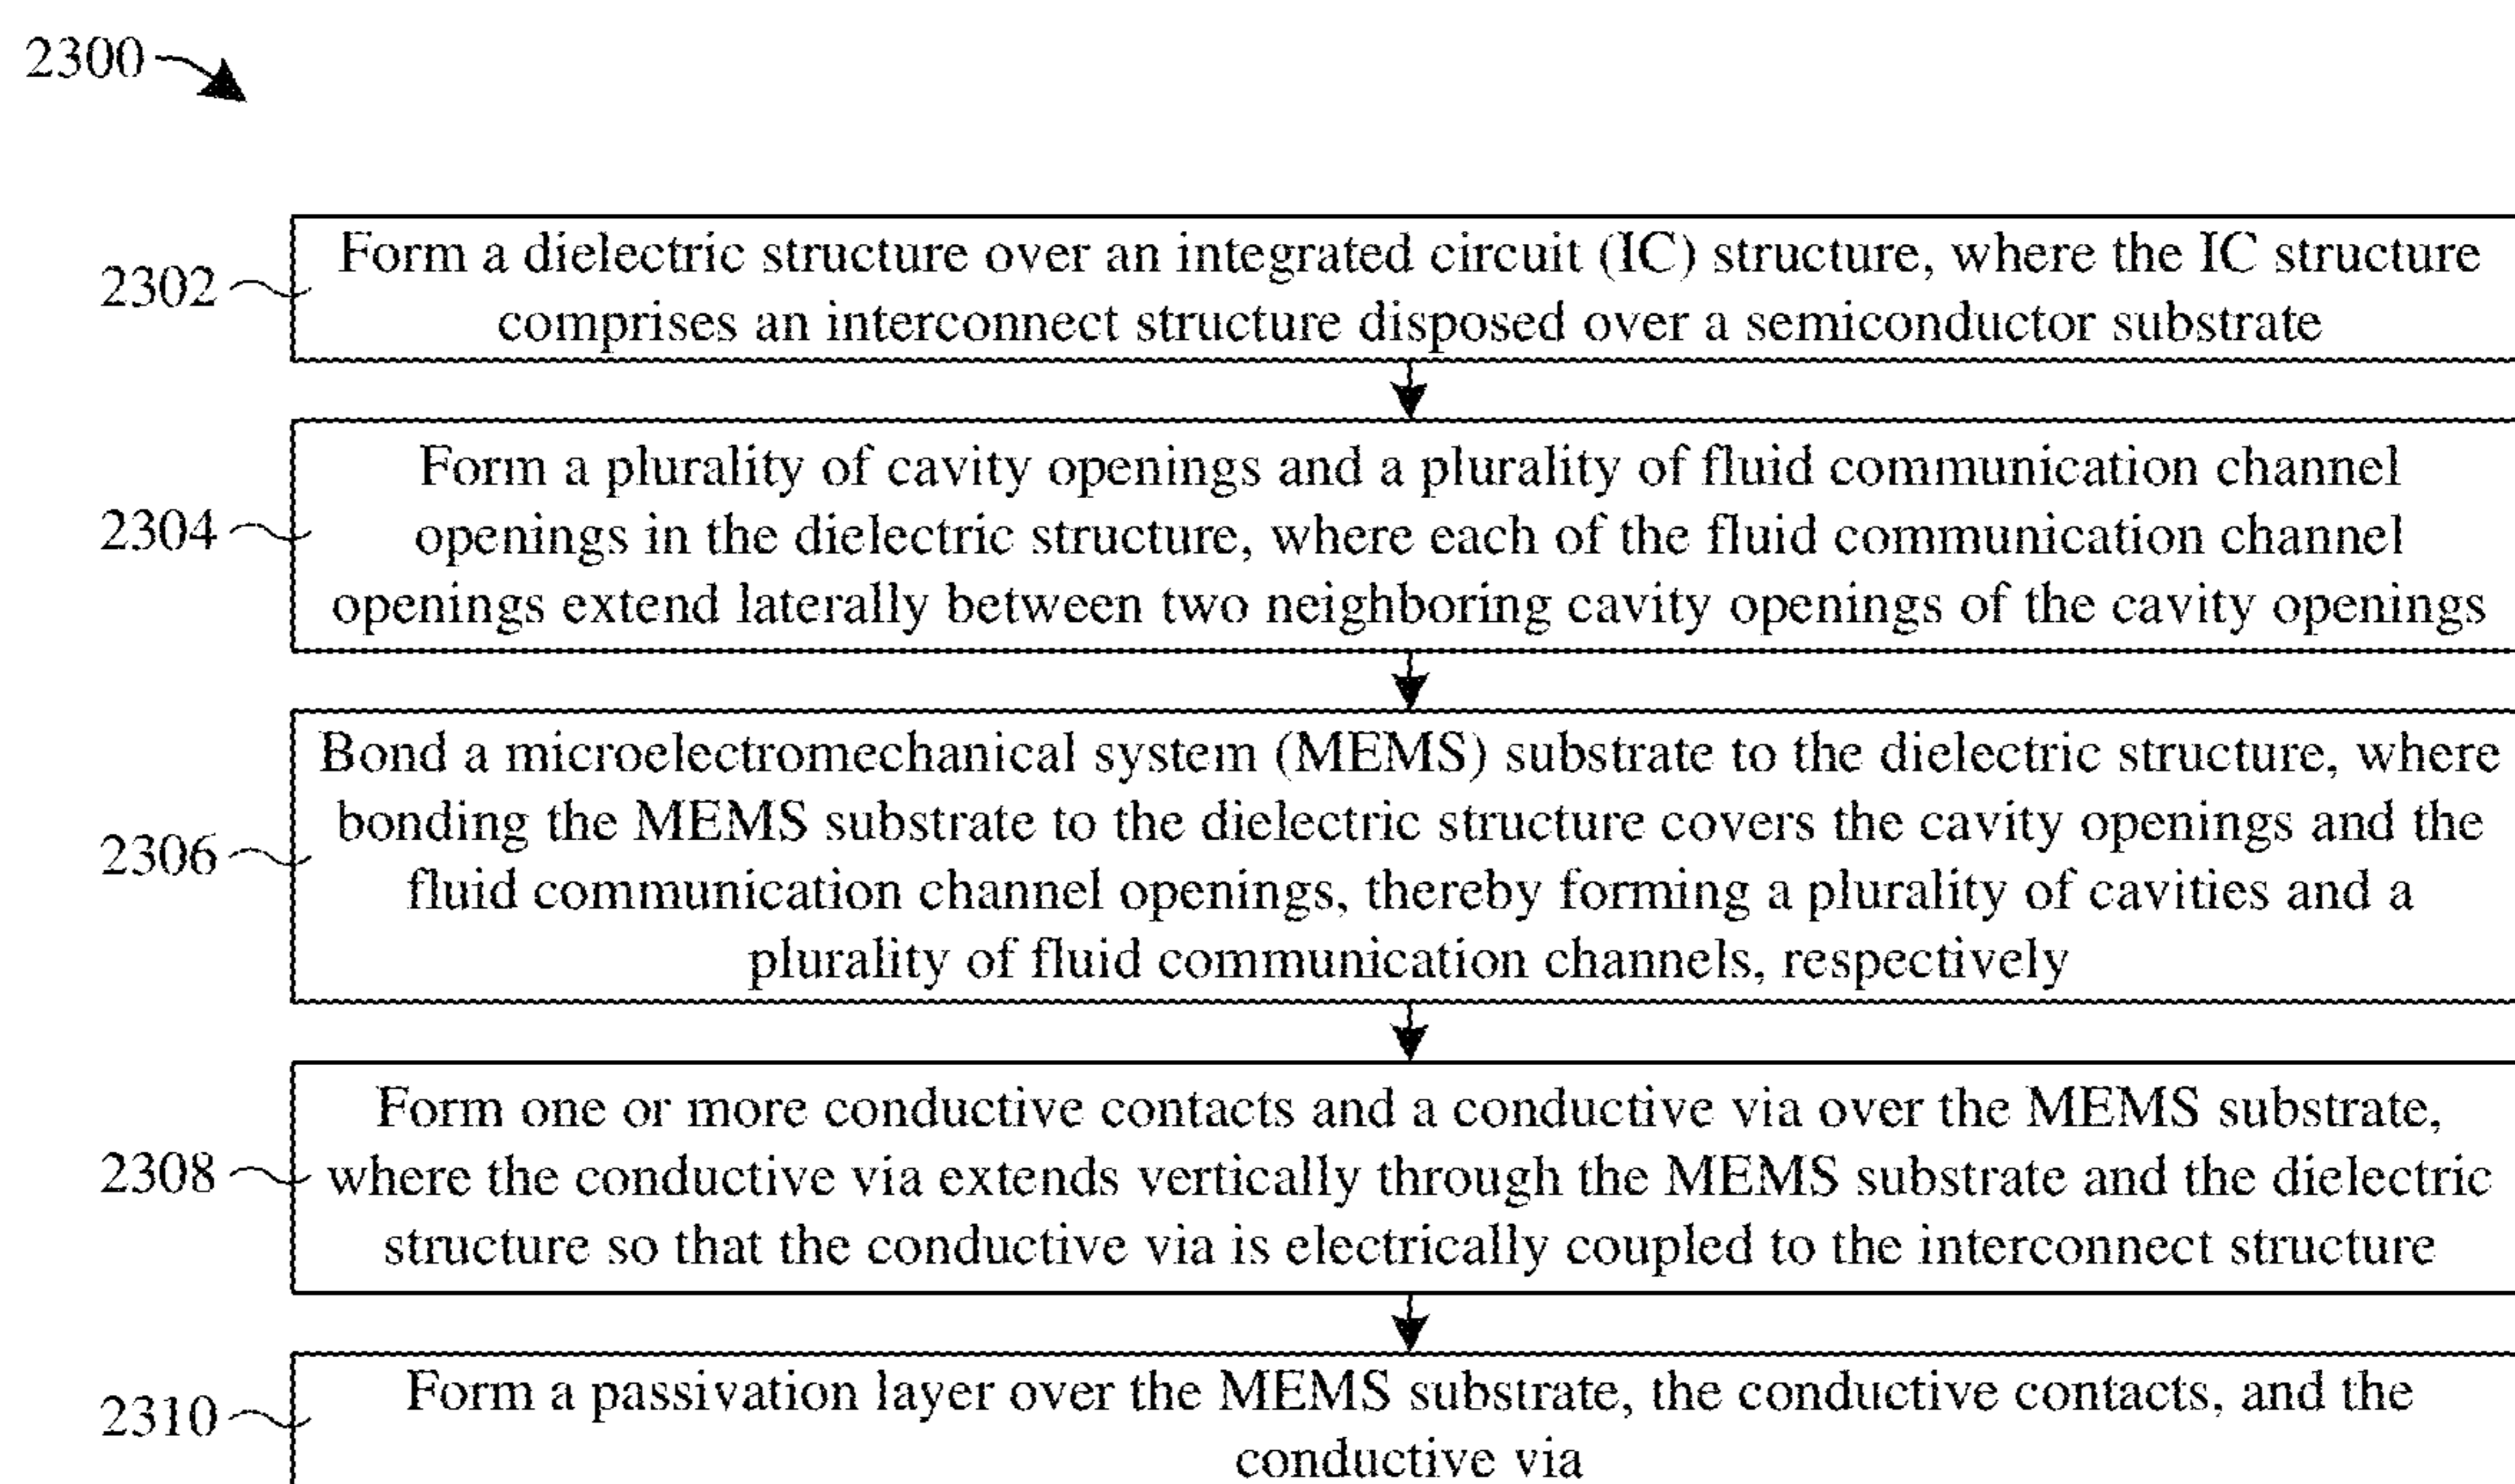 2300
2302
Form a dielectric structure over an integrated circuit (IC) structure, where the IC structure
comprises an interconnect structure disposed over a semiconductor substrate
2304
Form a plurality of cavity openings and a plurality of fluid communication channel
openings in the dielectric structure, where each of the fluid communication channel
openings extend laterally between two neighboring cavity openings of the cavity openings
2306
Bond a microelectromechanical system (MEMS) substrate to the dielectric structure, where
bonding the MEMS substrate to the dielectric structure covers the cavity openings and the
fluid communication channel openings, thereby forming a plurality of cavities and a
plurality of fluid communication channels, respectively
2308
Form one or more conductive contacts and a conductive via over the MEMS substrate,
where the conductive via extends vertically through the MEMS substrate and the dielectric
structure so that the conductive via is electrically coupled to the interconnect structure
2310
Form a passivation layer over the MEMS substrate, the conductive contacts, and the
conductive via